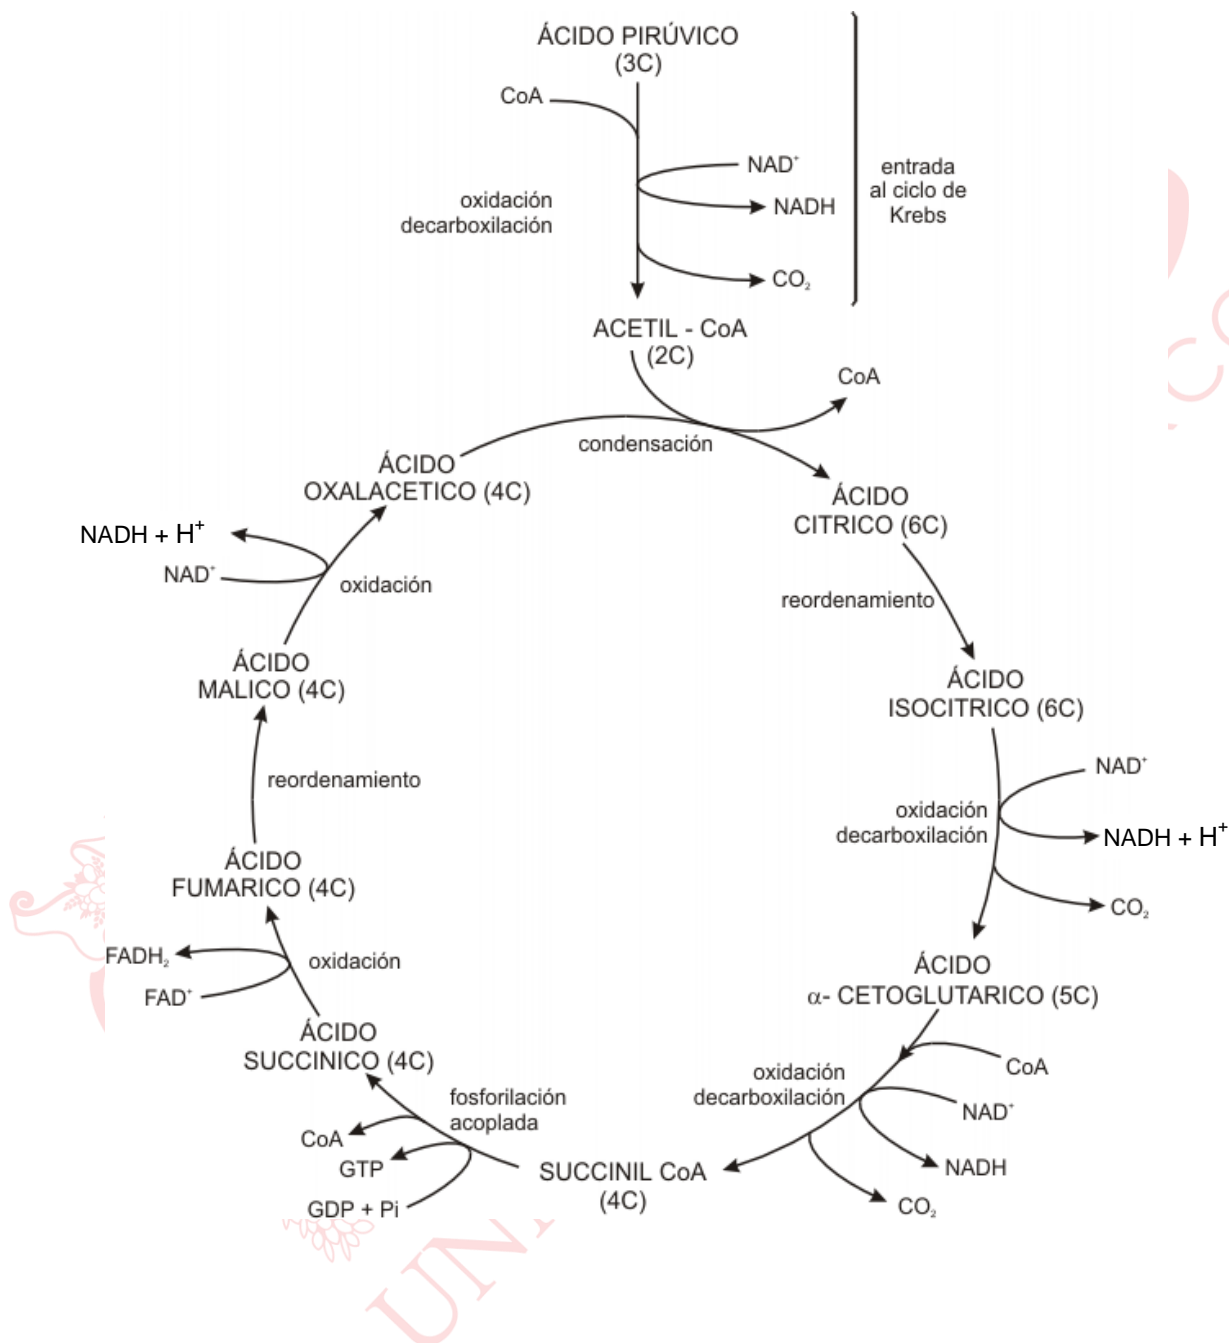 ÁCIDO PIRÚVICO
(3C)
CoA
NAD⁺
NADH
oxidación
decarboxilación
CO₂
entrada
al ciclo de
Krebs
ACETIL - CoA
(2C)
CoA
condensación
ÁCIDO
OXALACETICO (4C)
ÁCIDO
CITRICO (6C)
NADH + H⁺
NAD⁺
oxidación
reordenamiento
ÁCIDO
MALICO (4C)
ÁCIDO
ISOCITRICO (6C)
reordenamiento
NAD⁺
oxidación
decarboxilación
NADH + H⁺
CO₂
ÁCIDO
FUMARICO (4C)
FADH₂
FAD⁺
oxidación
ÁCIDO
α- CETOGLUTARICO (5C)
ÁCIDO
SUCCINICO (4C)
oxidación
decarboxilación
CoA
NAD⁺
NADH
CO₂
fosforilación
acoplada
CoA
GTP
GDP + Pi
SUCCINIL CoA
(4C)
UN